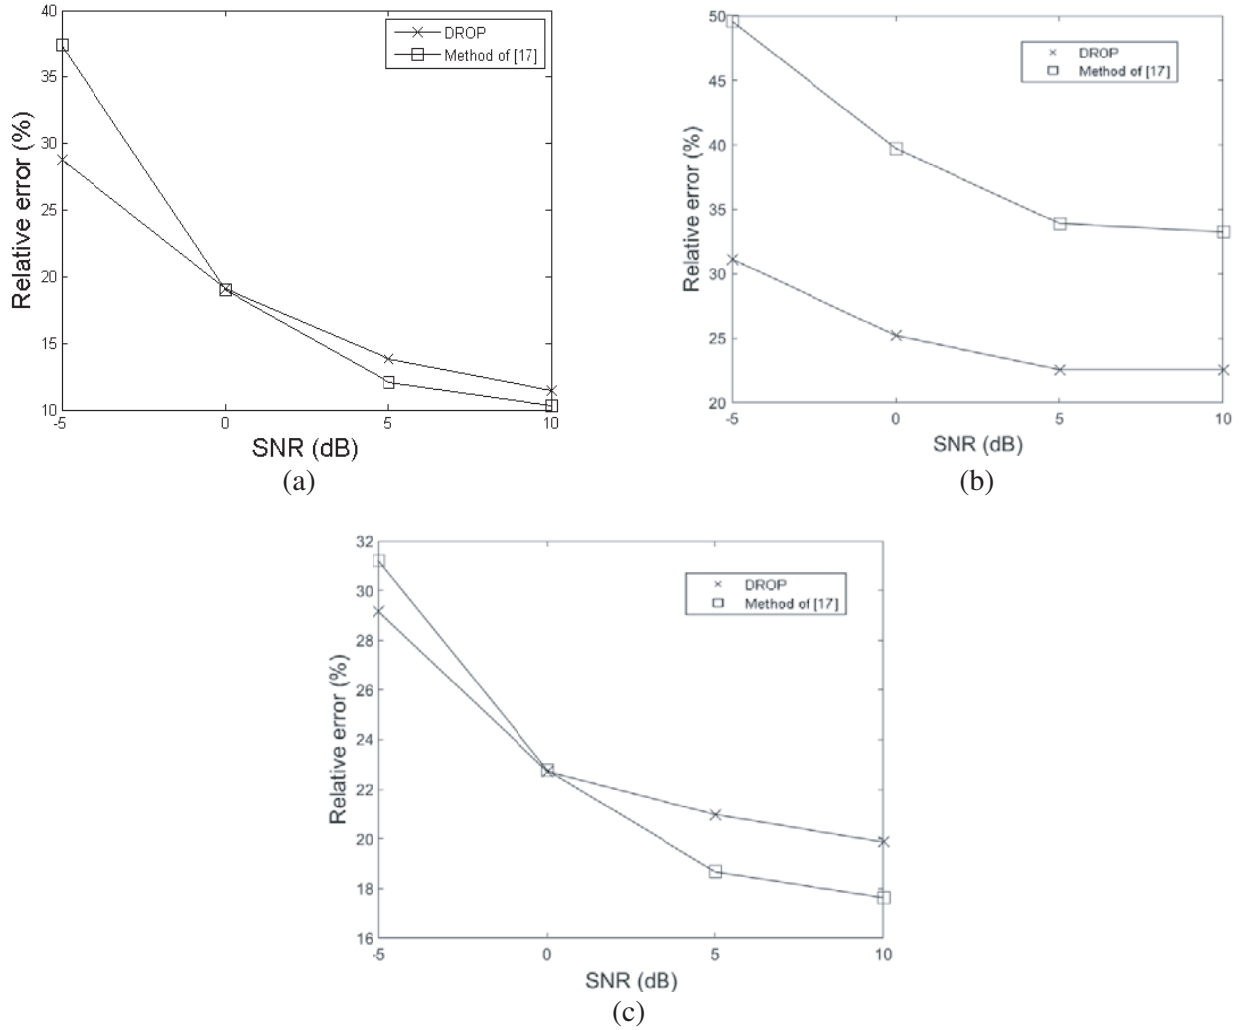 40
35
30
25
20
15
10
Relative error (%)
DROP
Method of [17]
-5 0 5 10
SNR (dB)
(a)
50
45
40
35
30
25
20
Relative error (%)
DROP
Method of [17]
-5 0 5 10
SNR (dB)
(b)
32
30
28
26
24
22
20
18
16
Relative error (%)
DROP
Method of [17]
-5 0 5 10
SNR (dB)
(c)